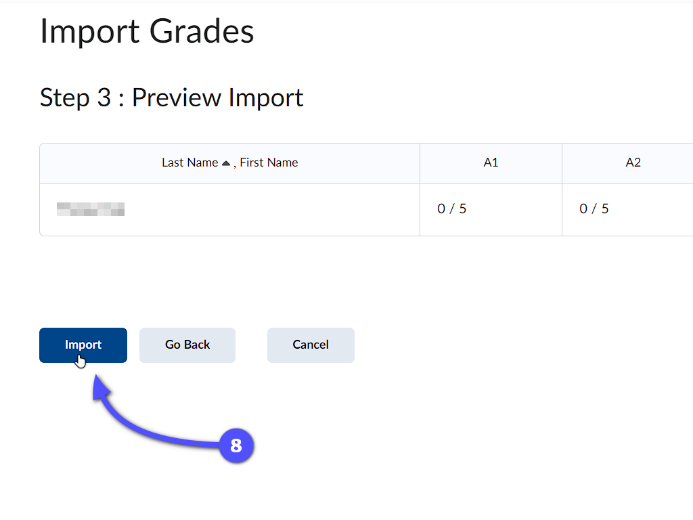 Import Grades
Step 3 : Preview Import
Last Name , First Name A1 A2
0 / 5 0 / 5
Import Go Back Cancel
8